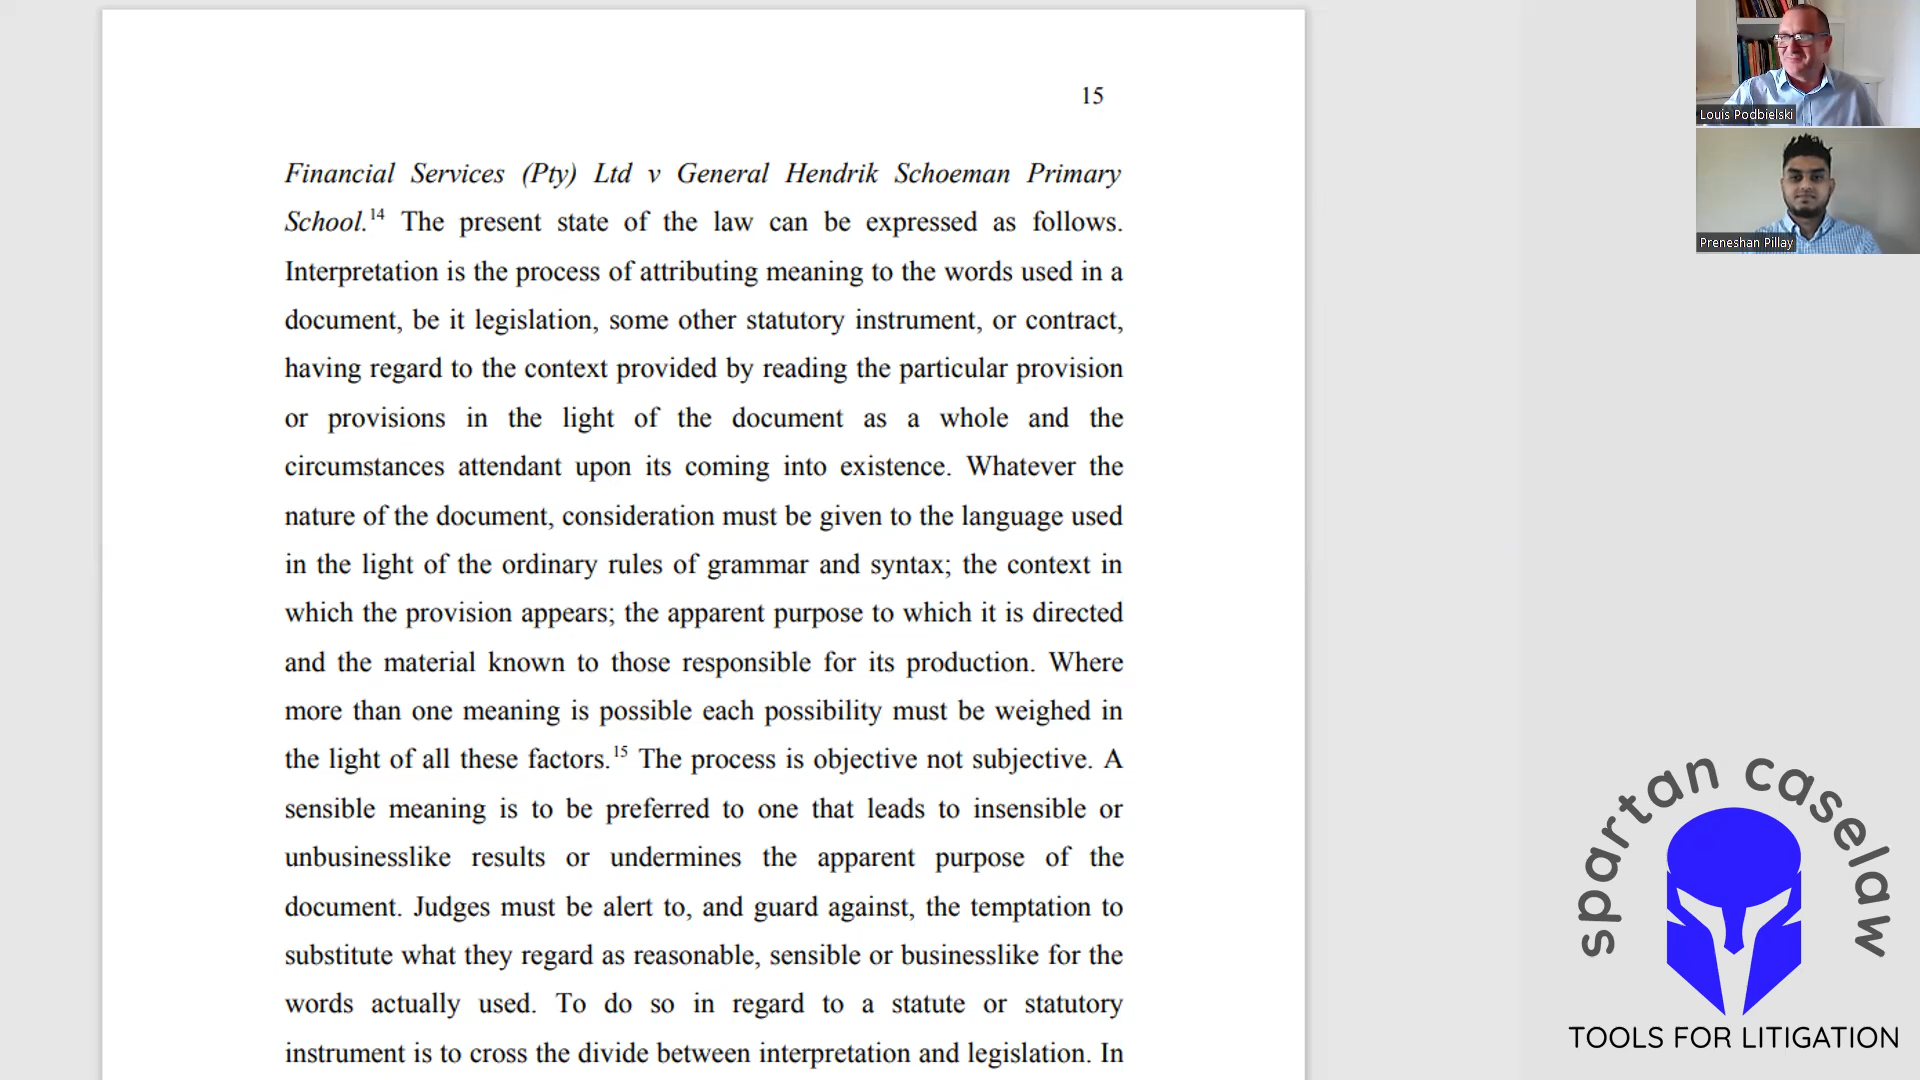 15
Financial Services (Pty) Ltd v General Hendrik Schoeman Primary
School.14 The present state of the law can be expressed as follows.
Interpretation is the process of attributing meaning to the words used in a
document, be it legislation, some other statutory instrument, or contract,
having regard to the context provided by reading the particular provision
or provisions in the light of the document as a whole and the
circumstances attendant upon its coming into existence. Whatever the
nature of the document, consideration must be given to the language used
in the light of the ordinary rules of grammar and syntax; the context in
which the provision appears; the apparent purpose to which it is directed
and the material known to those responsible for its production. Where
more than one meaning is possible each possibility must be weighed in
the light of all these factors.15 The process is objective not subjective. A
sensible meaning is to be preferred to one that leads to insensible or
unbusinesslike results or undermines the apparent purpose of the
document. Judges must be alert to, and guard against, the temptation to
substitute what they regard as reasonable, sensible or businesslike for the
words actually used. To do so in regard to a statute or statutory
instrument is to cross the divide between interpretation and legislation. In
Louis Podbielski
Preneshan Pillay
spartan caselaw
TOOLS FOR LITIGATION